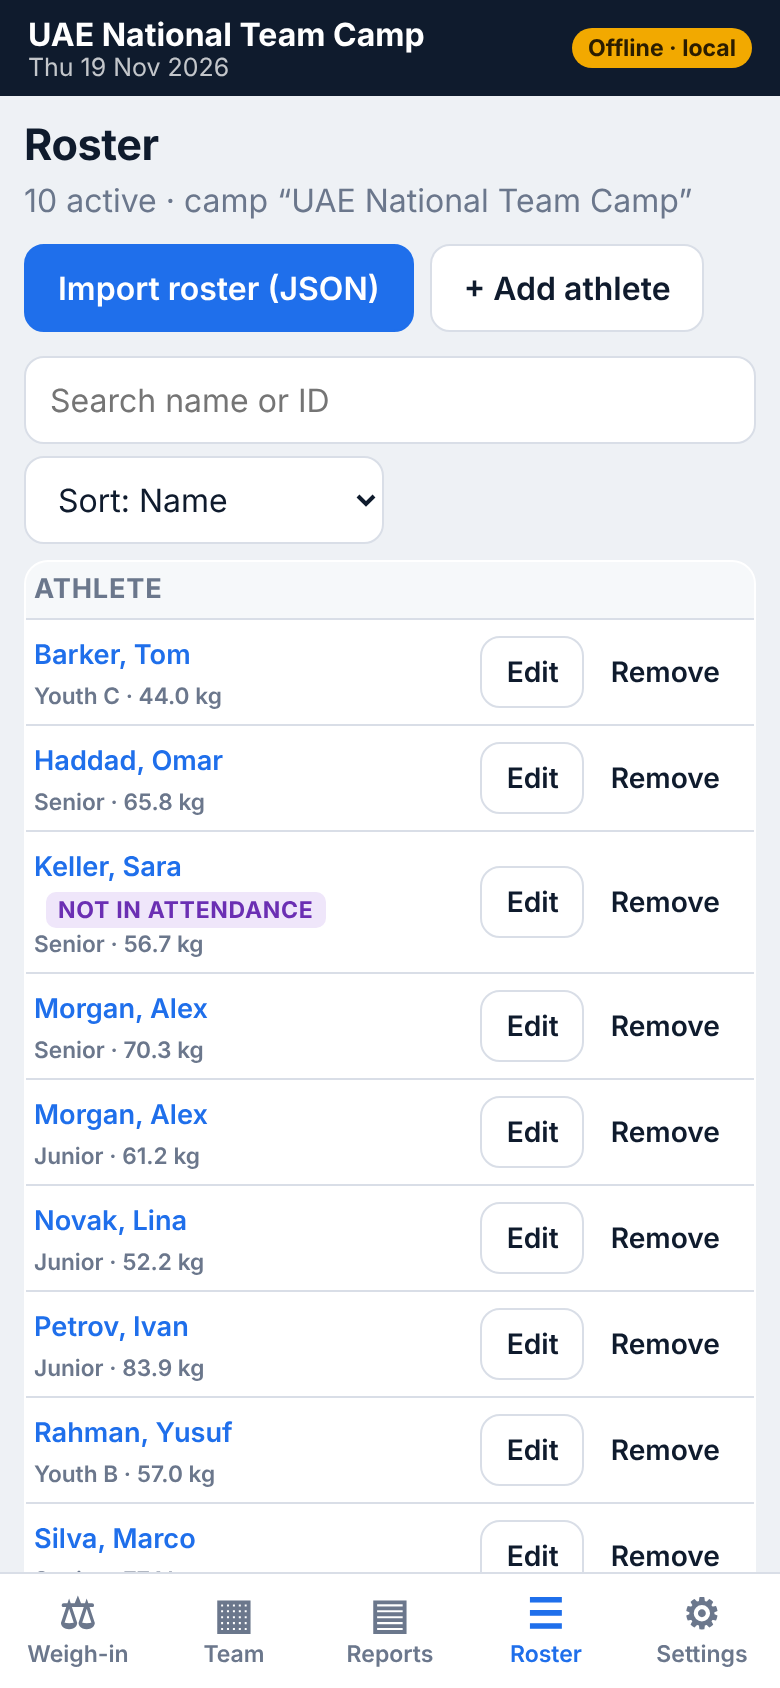 UAE National Team Camp
Thu 19 Nov 2026
Offline · local
Roster
10 active · camp “UAE National Team Camp”
Import roster (JSON)
+ Add athlete
Search name or ID
Sort: Name
ATHLETE
Barker, Tom
Youth C · 44.0 kg
Edit
Remove
Haddad, Omar
Senior · 65.8 kg
Edit
Remove
Keller, Sara
NOT IN ATTENDANCE
Senior · 56.7 kg
Edit
Remove
Morgan, Alex
Senior · 70.3 kg
Edit
Remove
Morgan, Alex
Junior · 61.2 kg
Edit
Remove
Novak, Lina
Junior · 52.2 kg
Edit
Remove
Petrov, Ivan
Junior · 83.9 kg
Edit
Remove
Rahman, Yusuf
Youth B · 57.0 kg
Edit
Remove
Silva, Marco
Edit
Remove
Weigh-in
Team
Reports
Roster
Settings